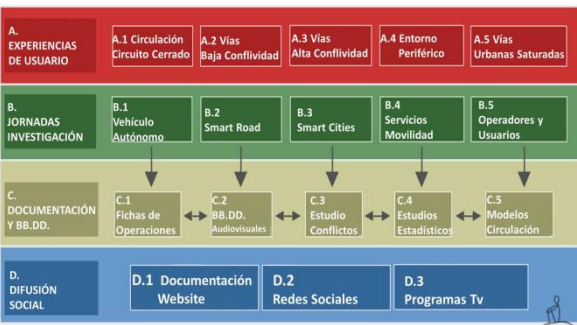 A.
EXPERIENCIAS
DE USUARIO
A.1 Circulación
Circuito Cerrado
A.2 Vías
Baja Conflividad
A.3 Vías
Alta Conflividad
A.4 Entorno
Periférico
A.5 Vías
Urbanas Saturadas
B.
JORNADAS
INVESTIGACIÓN
B.1
Vehículo
Autónomo
B.2
Smart Road
B.3
Smart Cities
B.4
Servicios
Movilidad
B.5
Operadores y
Usuarios
C.
DOCUMENTACIÓN
Y BB.DD.
C.1
Fichas de
Operaciones
C.2
BB.DD.
Audiovisuales
C.3
Estudio
Conflictos
C.4
Estudios
Estadísticos
C.5
Modelos
Circulación
D.
DIFUSIÓN
SOCIAL
D.1 Documentación
Website
D.2
Redes Sociales
D.3
Programas Tv